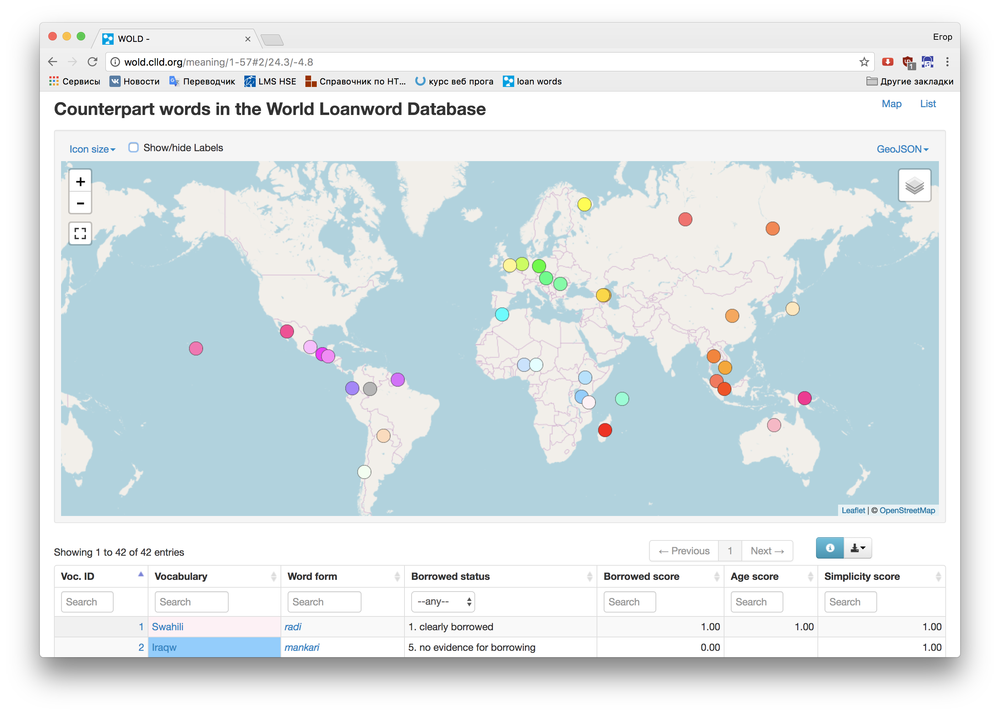 WOLD -
Егор
wold.clld.org/meaning/1-57#2/24.3/-4.8
1
Сервисы Новости Переводчик LMS HSE Справочник по HT... курс веб прога loan words Другие закладки
Counterpart words in the World Loanword Database
Map List
Icon size Show/hide Labels GeoJSON
+
−
Leaflet | © OpenStreetMap
Showing 1 to 42 of 42 entries
← Previous 1 Next →
Voc. ID Vocabulary Word form Borrowed status Borrowed score Age score Simplicity score
Search Search Search --any-- Search Search Search
1 Swahili radi 1. clearly borrowed 1.00 1.00 1.00
2 Iraqw mankari 5. no evidence for borrowing 0.00 1.00